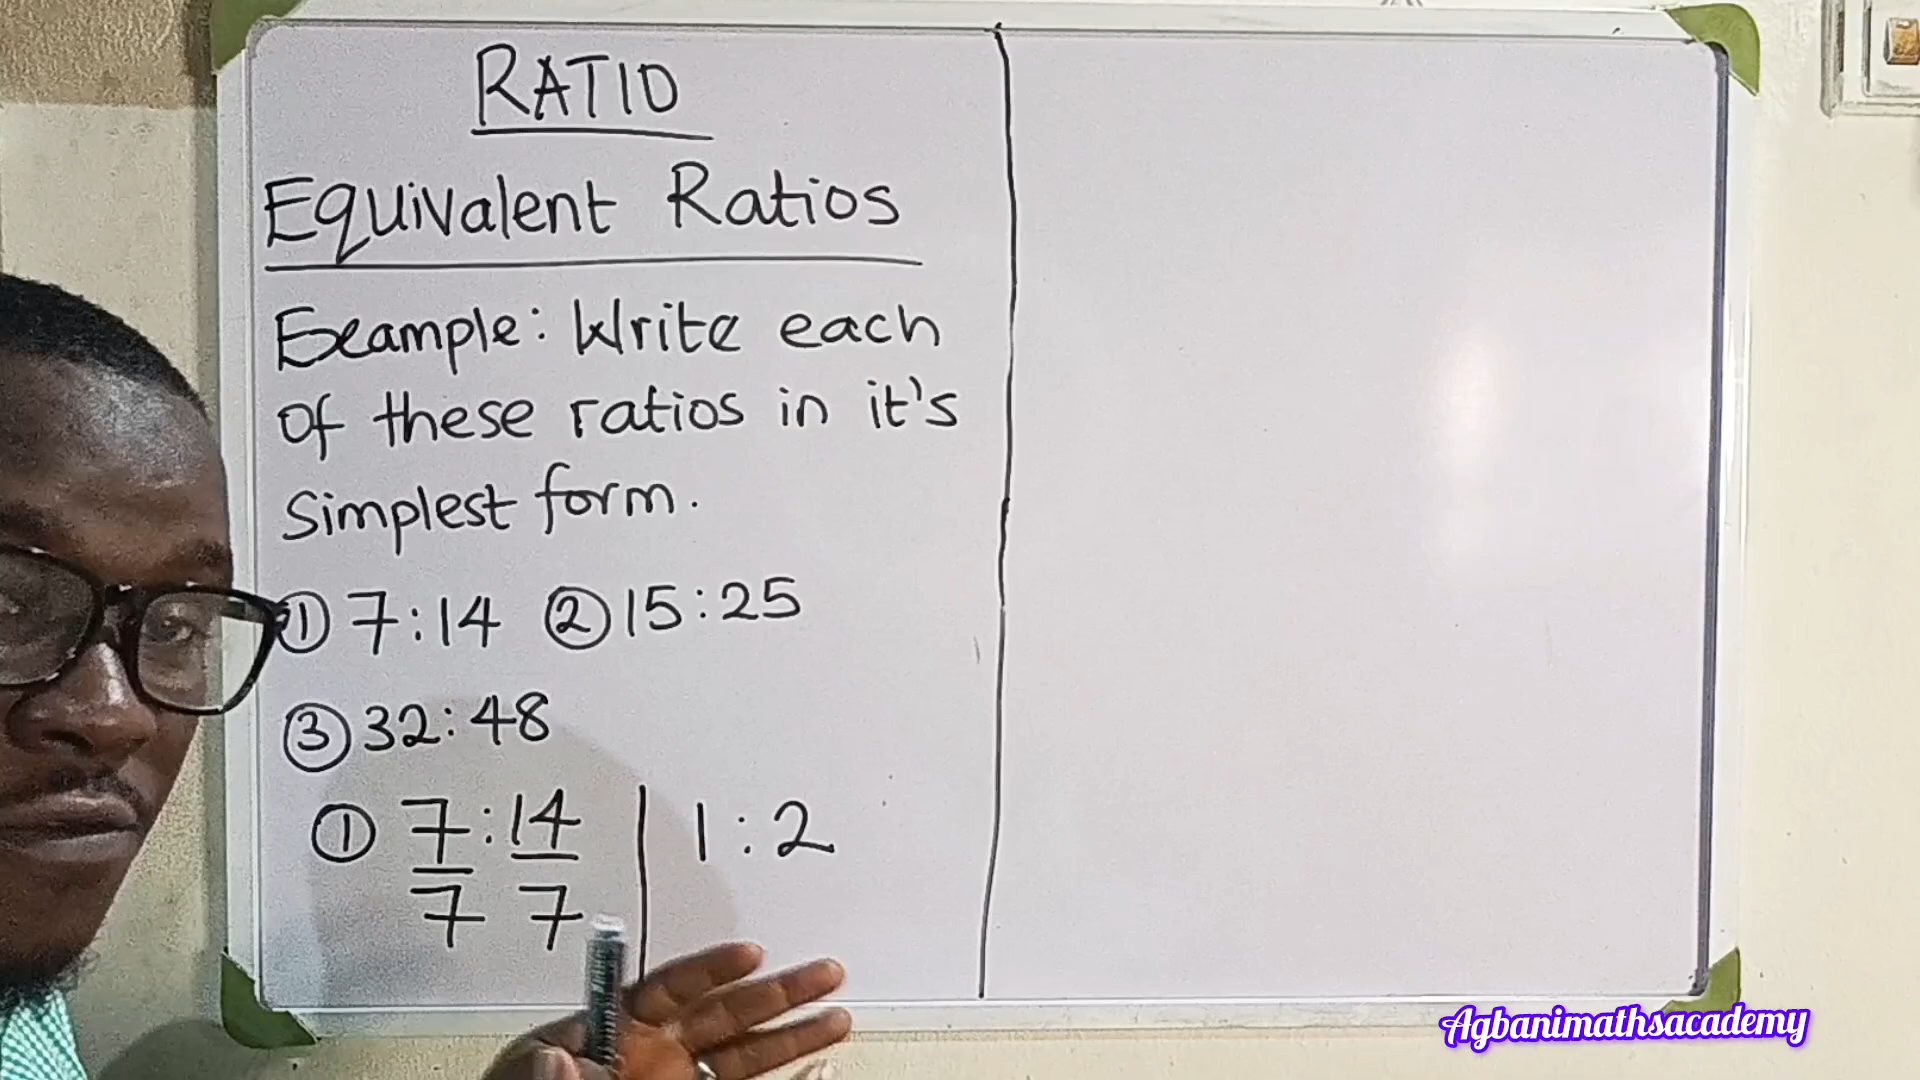 RATIO
Equivalent Ratios
Example: Write each
of these ratios in it's
simplest form.
① 7:14 ② 15:25
③ 32:48
① 7:14 | 1:2
7 7
Agbanimathsacademy